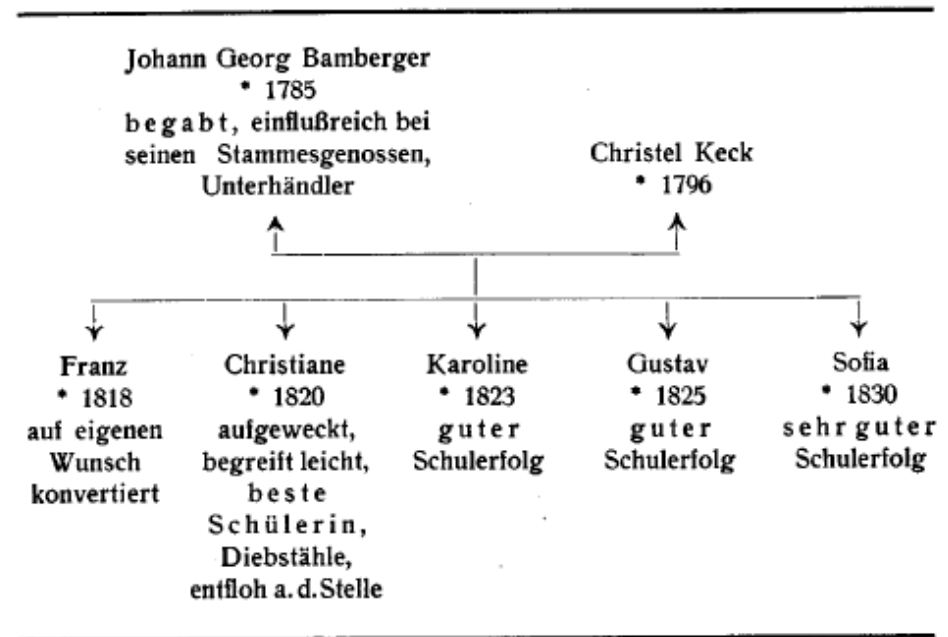 Johann Georg Bamberger
* 1785
begabt, einflußreich bei
seinen Stammesgenossen,
Unterhändler
Christel Keck
* 1796
Franz
* 1818
auf eigenen
Wunsch
konvertiert
Christiane
* 1820
aufgeweckt,
begreift leicht,
beste
Schülerin,
Diebstähle,
entfloh a. d. Stelle
Karoline
* 1823
guter
Schulerfolg
Gustav
* 1825
guter
Schulerfolg
Sofia
* 1830
sehr guter
Schulerfolg